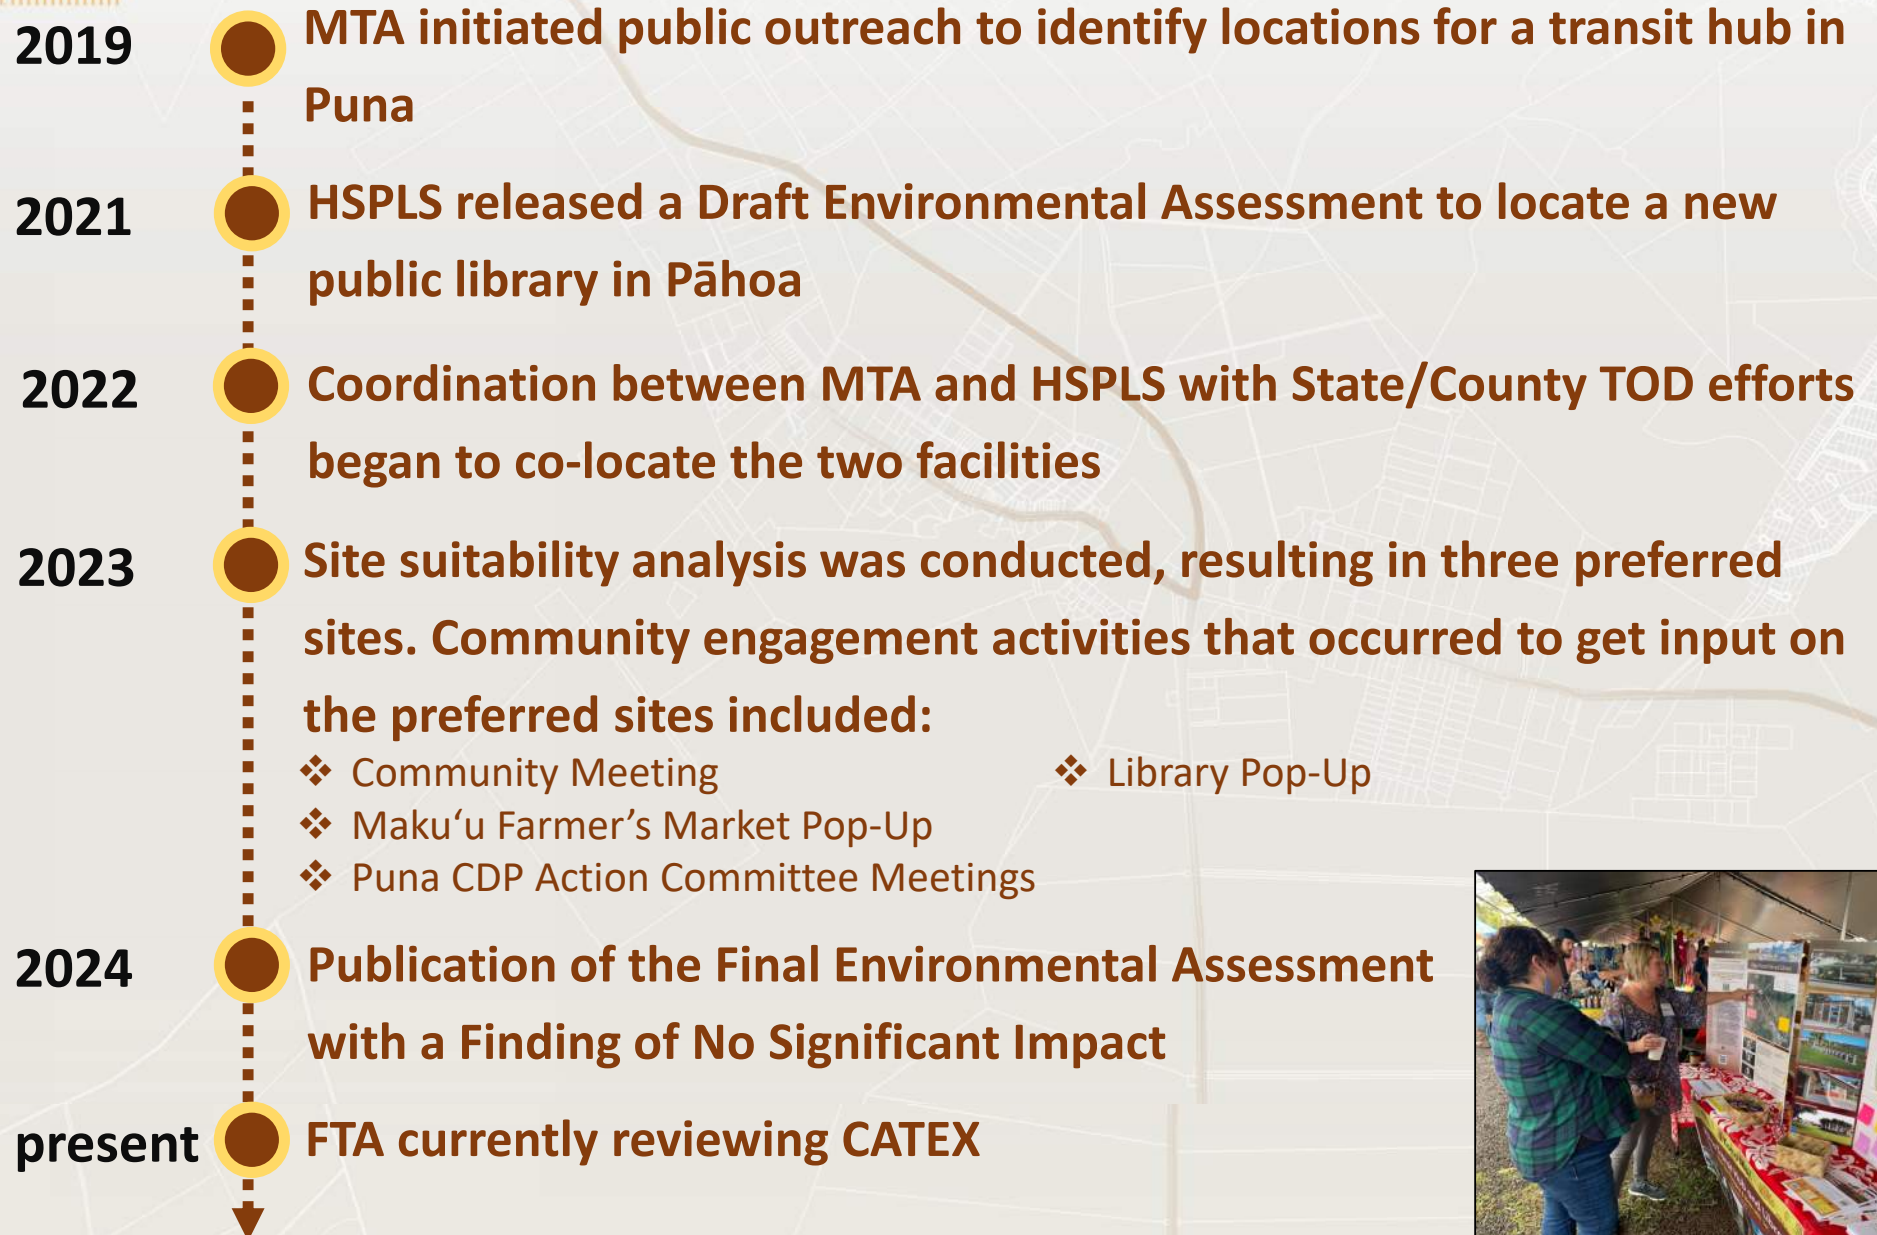 2019
MTA initiated public outreach to identify locations for a transit hub in
Puna
2021
HSPLS released a Draft Environmental Assessment to locate a new
public library in Pāhoa
2022
Coordination between MTA and HSPLS with State/County TOD efforts
began to co-locate the two facilities
2023
Site suitability analysis was conducted, resulting in three preferred
sites. Community engagement activities that occurred to get input on
the preferred sites included:
❖ Community Meeting
❖ Makuʻu Farmer’s Market Pop-Up
❖ Puna CDP Action Committee Meetings
❖ Library Pop-Up
2024
Publication of the Final Environmental Assessment
with a Finding of No Significant Impact
present
FTA currently reviewing CATEX